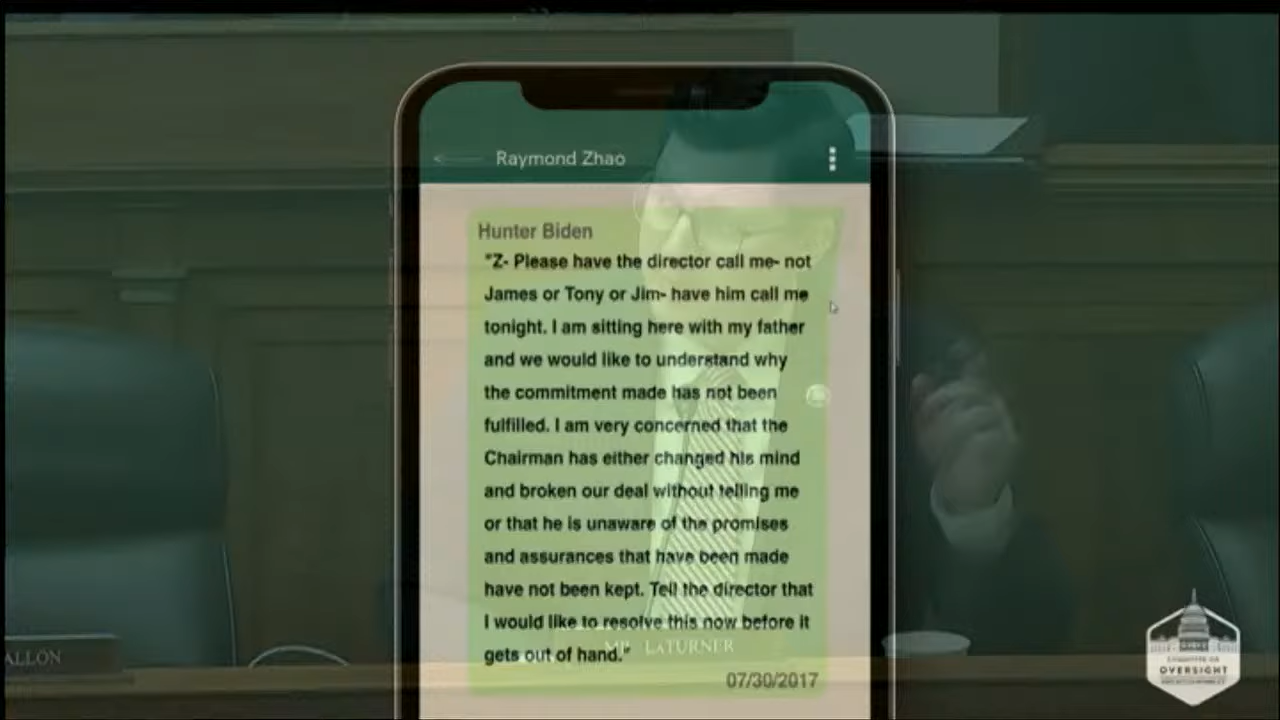 Raymond Zhao
Hunter Biden
"Z- Please have the director call me- not
James or Tony or Jim- have him call me
tonight. I am sitting here with my father
and we would like to understand why
the commitment made has not been
fulfilled. I am very concerned that the
Chairman has either changed his mind
and broken our deal without telling me
or that he is unaware of the promises
and assurances that have been made
have not been kept. Tell the director that
I would like to resolve this now before it
gets out of hand."
07/30/2017
MR. LATURNER
ALLON
COMMITTEE ON
OVERSIGHT